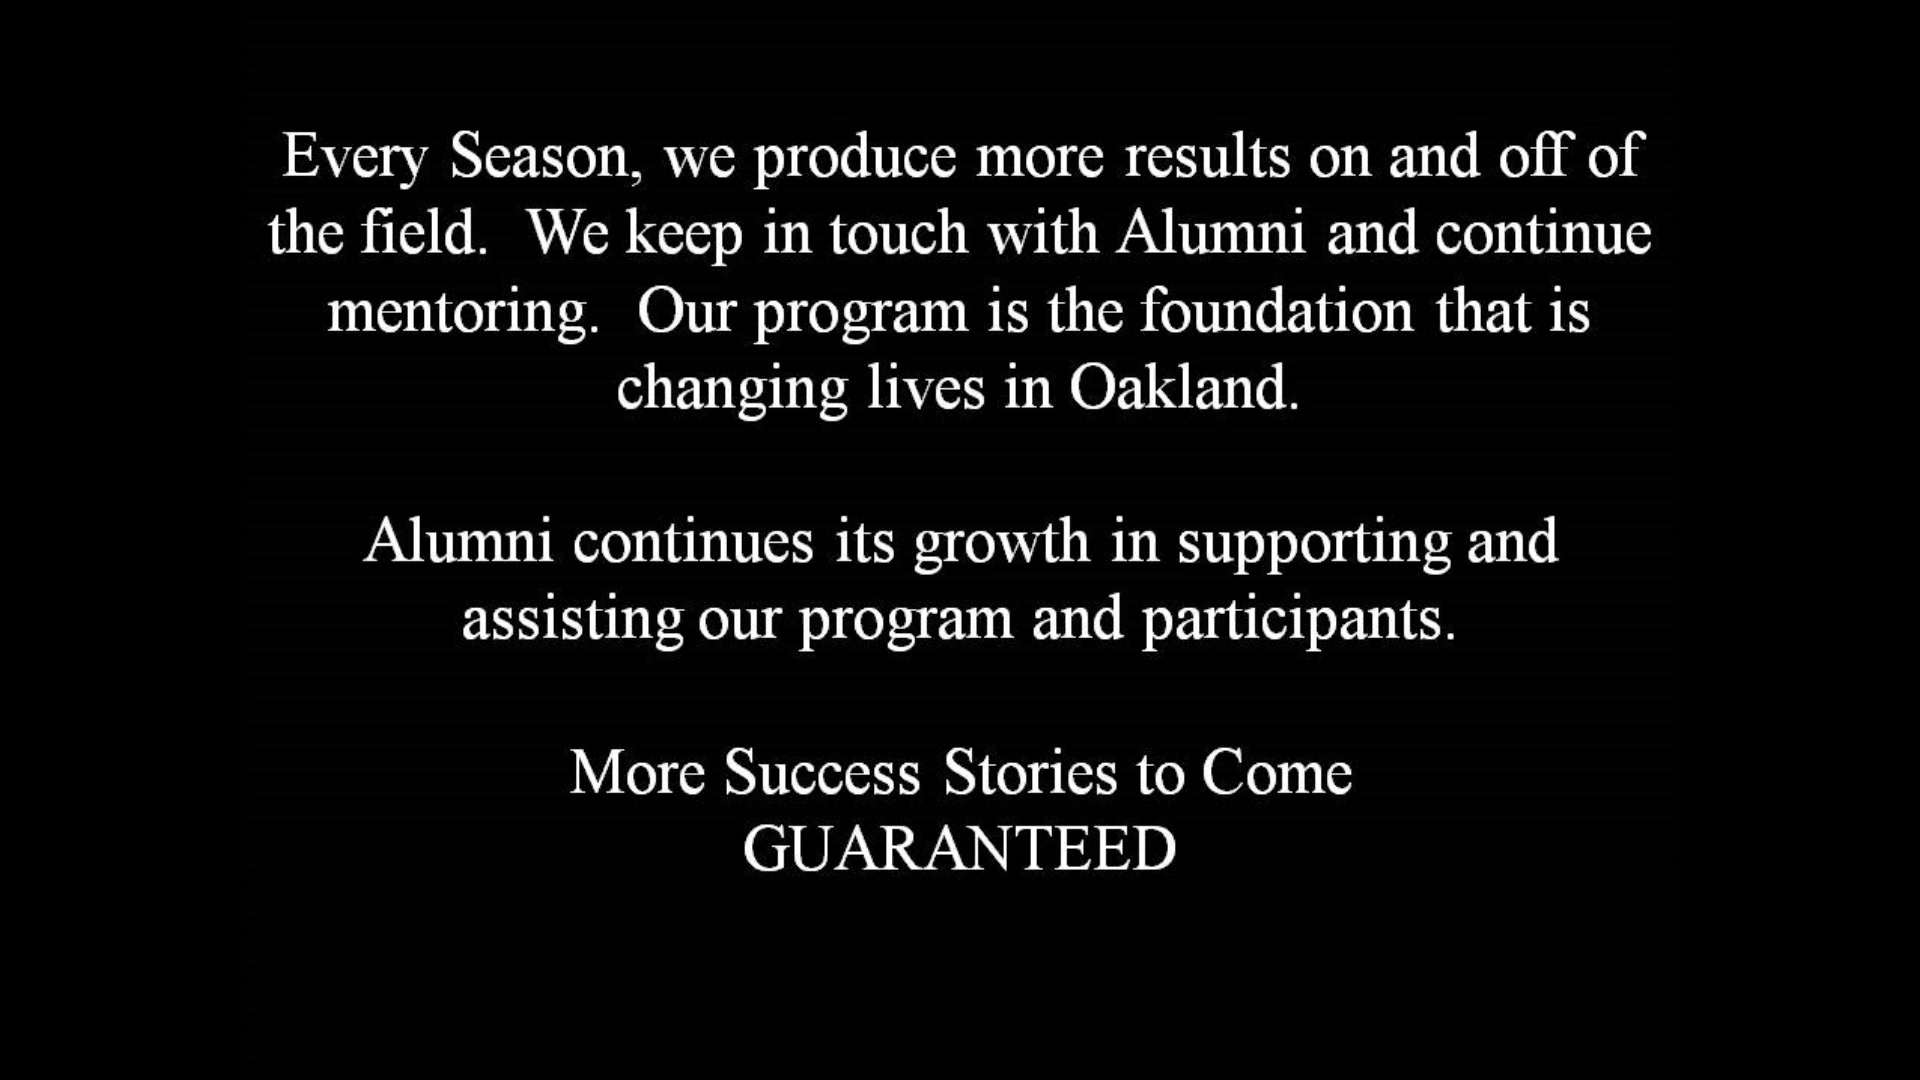 Every Season, we produce more results on and off of
the field.  We keep in touch with Alumni and continue
mentoring.  Our program is the foundation that is
changing lives in Oakland.
Alumni continues its growth in supporting and
assisting our program and participants.
More Success Stories to Come
GUARANTEED